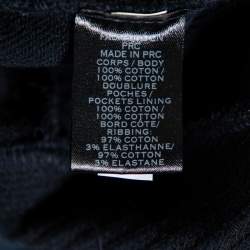 PRC
MADE IN PRC
CORPS / BODY
100% COTON /
100% COTTON
DOUBLURE
POCHES /
POCKETS LINING
100% COTON /
100% COTTON
BORD CÔTE/
RIBBING:
97% COTON
3% ELASTHANNE/
97% COTTON
3% ELASTANE